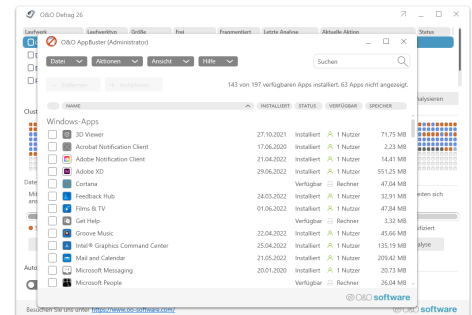 O&O Defrag 26
Laufwerk Laufwerktyp Größe Frei Fragmentiert Letzte Analyse Aktuelle Aktion Status
O&O AppBuster (Administrator)
Datei Aktionen Ansicht Hilfe Suchen
143 von 197 verfügbaren Apps installiert. 63 Apps nicht angezeigt.
NAME INSTALLIERT STATUS VERFÜGBAR SPEICHER
Windows-Apps
3D Viewer 27.10.2021 Installiert 1 Nutzer 71,75 MB
Acrobat Notification Client 17.06.2020 Installiert 1 Nutzer 2,23 MB
Adobe Notification Client 21.04.2022 Installiert 1 Nutzer 14,41 MB
Adobe XD 29.06.2022 Installiert 1 Nutzer 551,25 MB
Cortana Verfügbar Rechner 47,04 MB
Feedback Hub 24.03.2022 Installiert 1 Nutzer 32,91 MB
Films & TV 01.06.2022 Installiert 1 Nutzer 47,84 MB
Get Help Verfügbar Rechner 3,32 MB
Groove Music 22.04.2022 Installiert 1 Nutzer 45,66 MB
Intel® Graphics Command Center 25.04.2022 Installiert 1 Nutzer 135,19 MB
Mail and Calendar 21.05.2022 Installiert 1 Nutzer 209,42 MB
Microsoft Messaging 20.01.2020 Installiert 1 Nutzer 20,73 MB
Microsoft People Verfügbar Rechner 26,04 MB
O&O software
Besuchen Sie uns unter https://www.oo-software.com/ O&O software